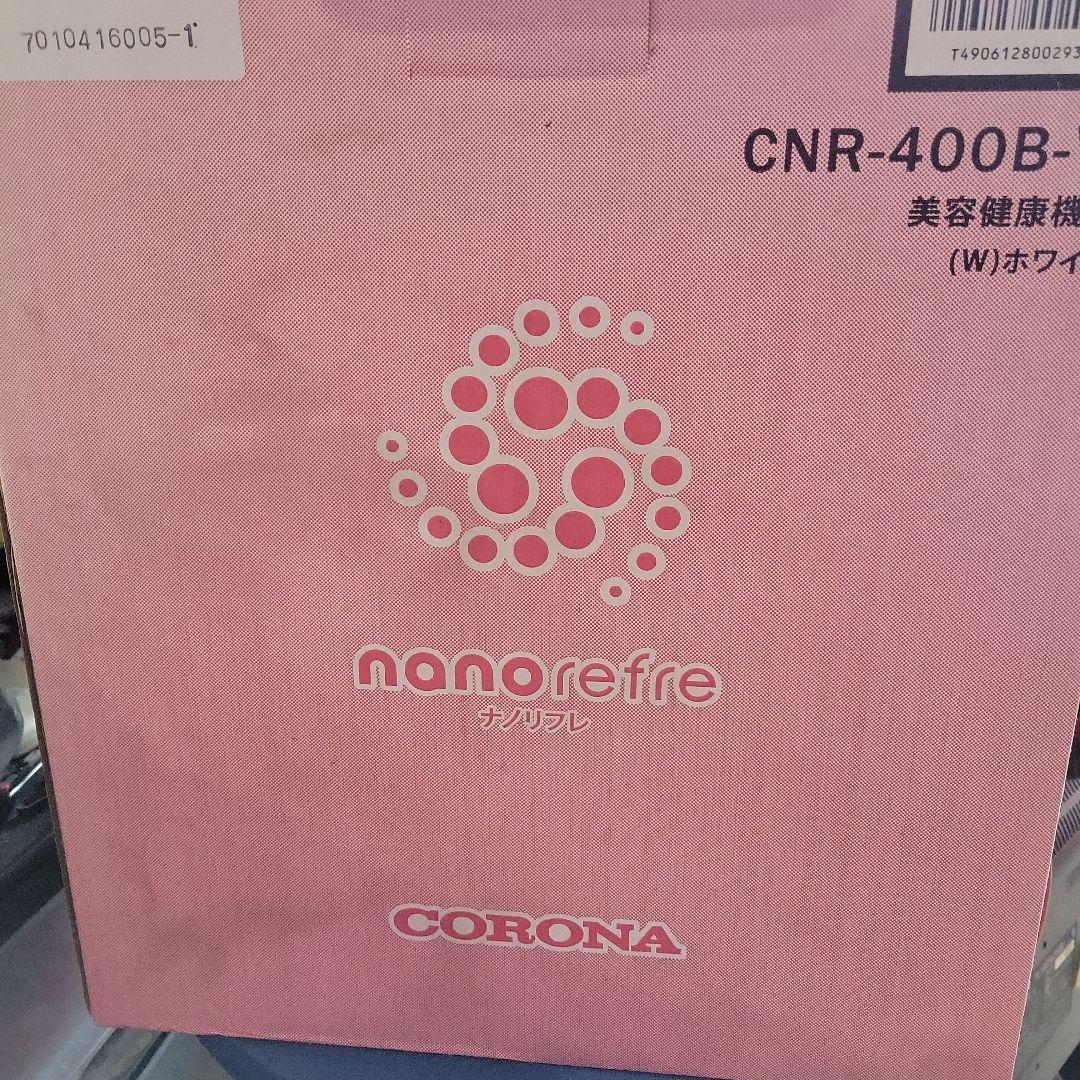 7010416005-1
T490612800293
CNR-400B-
美容健康機
(W)ホワイ
nanorefre
ナノリフレ
CORONA